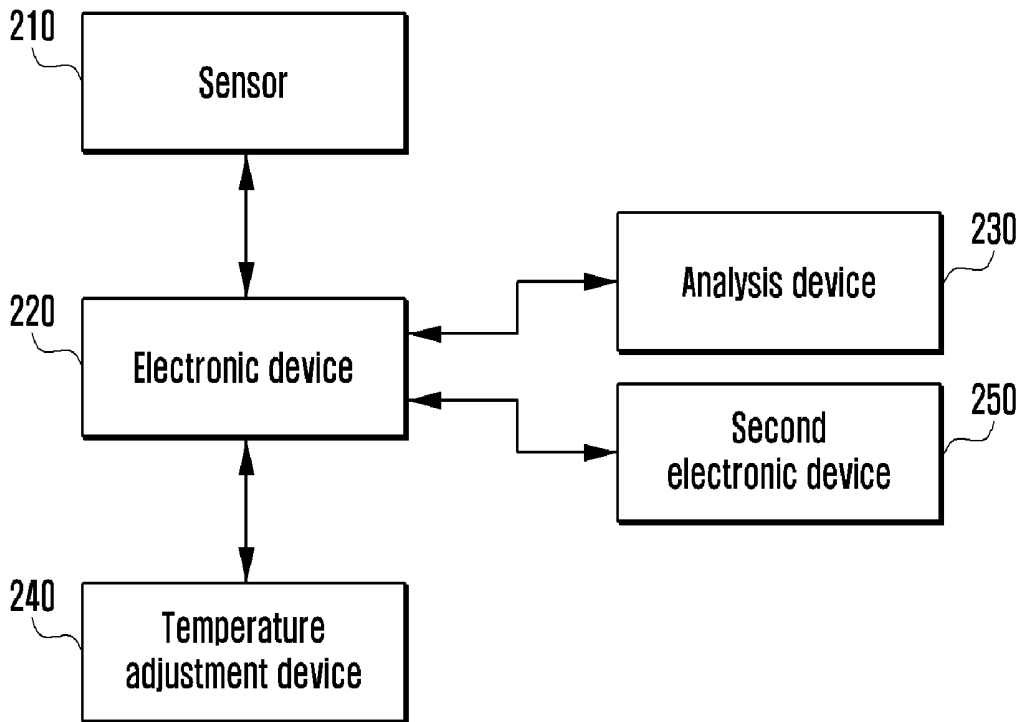 210
Sensor
230
Analysis device
220
Electronic device
250
Second
electronic device
240
Temperature
adjustment device